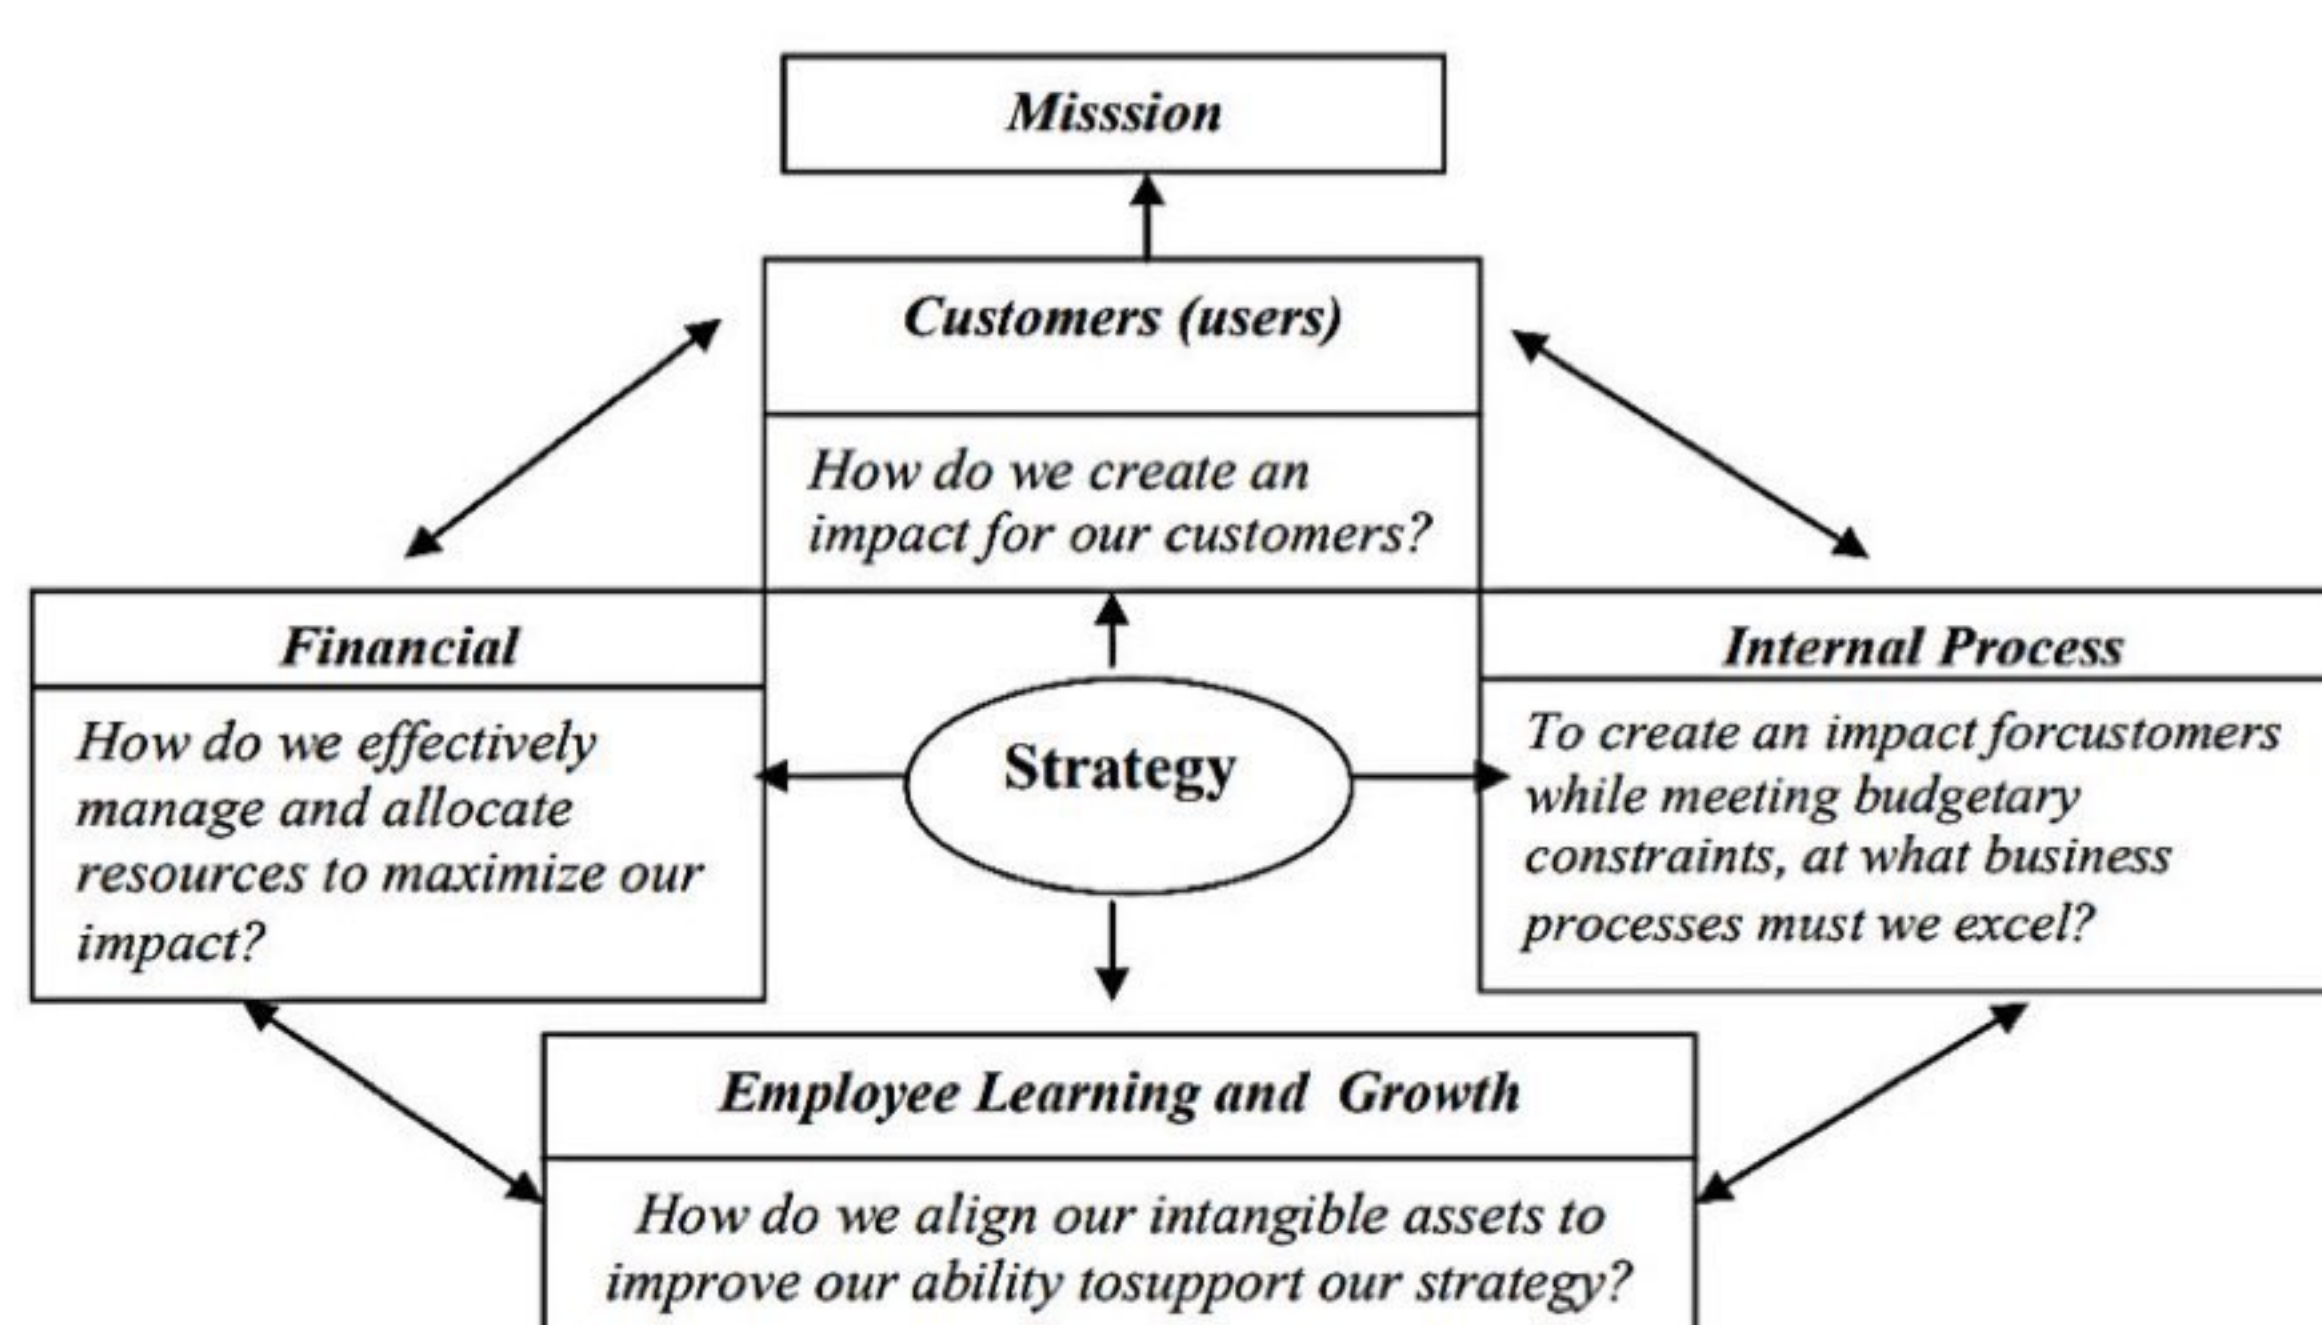 Misssion
Customers (users)
How do we create an
impact for our customers?
Financial
How do we effectively
manage and allocate
resources to maximize our
impact?
Strategy
Internal Process
To create an impact forcustomers
while meeting budgetary
constraints, at what business
processes must we excel?
Employee Learning and Growth
How do we align our intangible assets to
improve our ability tosupport our strategy?